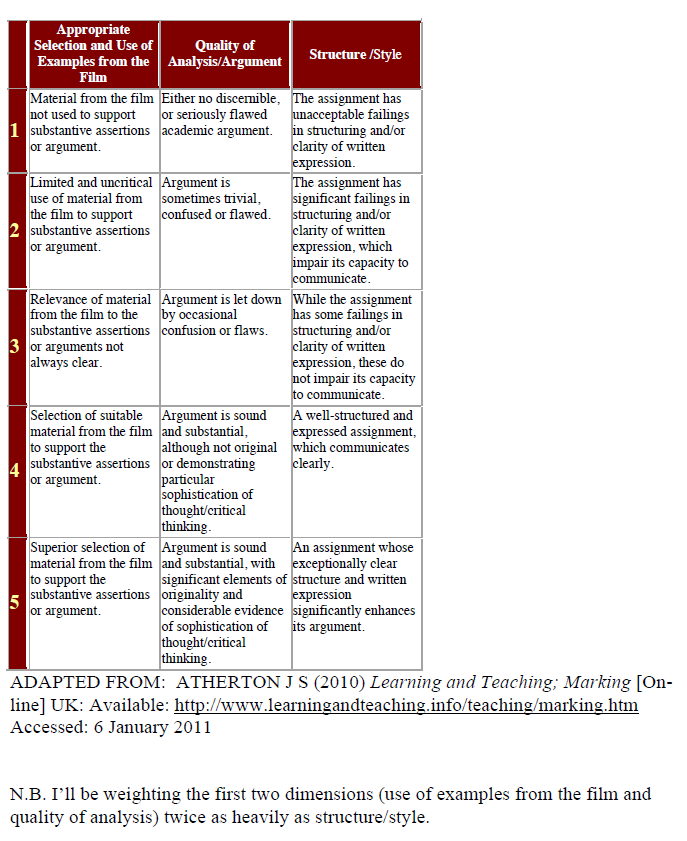 Appropriate
Selection and Use of
Examples from the
Film
Quality of
Analysis/Argument
Structure /Style
1
Material from the film
not used to support
substantive assertions
or argument.
Either no discernible,
or seriously flawed
academic argument.
The assignment has
unacceptable failings
in structuring and/or
clarity of written
expression.
2
Limited and uncritical
use of material from
the film to support
substantive assertions
or argument.
Argument is
sometimes trivial,
confused or flawed.
The assignment has
significant failings in
structuring and/or
clarity of written
expression, which
impair its capacity to
communicate.
3
Relevance of material
from the film to the
substantive assertions
or arguments not
always clear.
Argument is let down
by occasional
confusion or flaws.
While the assignment
has some failings in
structuring and/or
clarity of written
expression, these do
not impair its capacity
to communicate.
4
Selection of suitable
material from the film
to support the
substantive assertions
or argument.
Argument is sound
and substantial,
although not original
or demonstrating
particular
sophistication of
thought/critical
thinking.
A well-structured and
expressed assignment,
which communicates
clearly.
5
Superior selection of
material from the film
to support the
substantive assertions
or argument.
Argument is sound
and substantial, with
significant elements of
originality and
considerable evidence
of sophistication of
thought/critical
thinking.
An assignment whose
exceptionally clear
structure and written
expression
significantly enhances
its argument.
ADAPTED FROM: ATHERTON J S (2010) Learning and Teaching; Marking [On-
line] UK: Available: http://www.learningandteaching.info/teaching/marking.htm
Accessed: 6 January 2011
N.B. I’ll be weighting the first two dimensions (use of examples from the film and
quality of analysis) twice as heavily as structure/style.